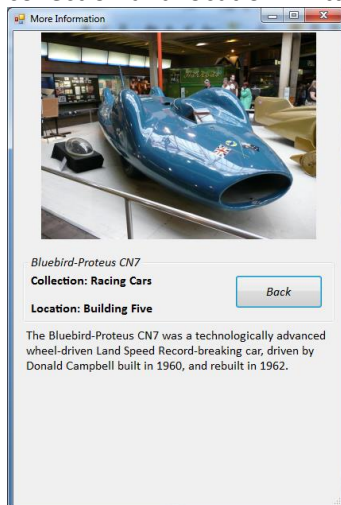 More Information
Bluebird-Proteus CN7
Collection: Racing Cars
Back
Location: Building Five
The Bluebird-Proteus CN7 was a technologically advanced
wheel-driven Land Speed Record-breaking car, driven by
Donald Campbell built in 1960, and rebuilt in 1962.